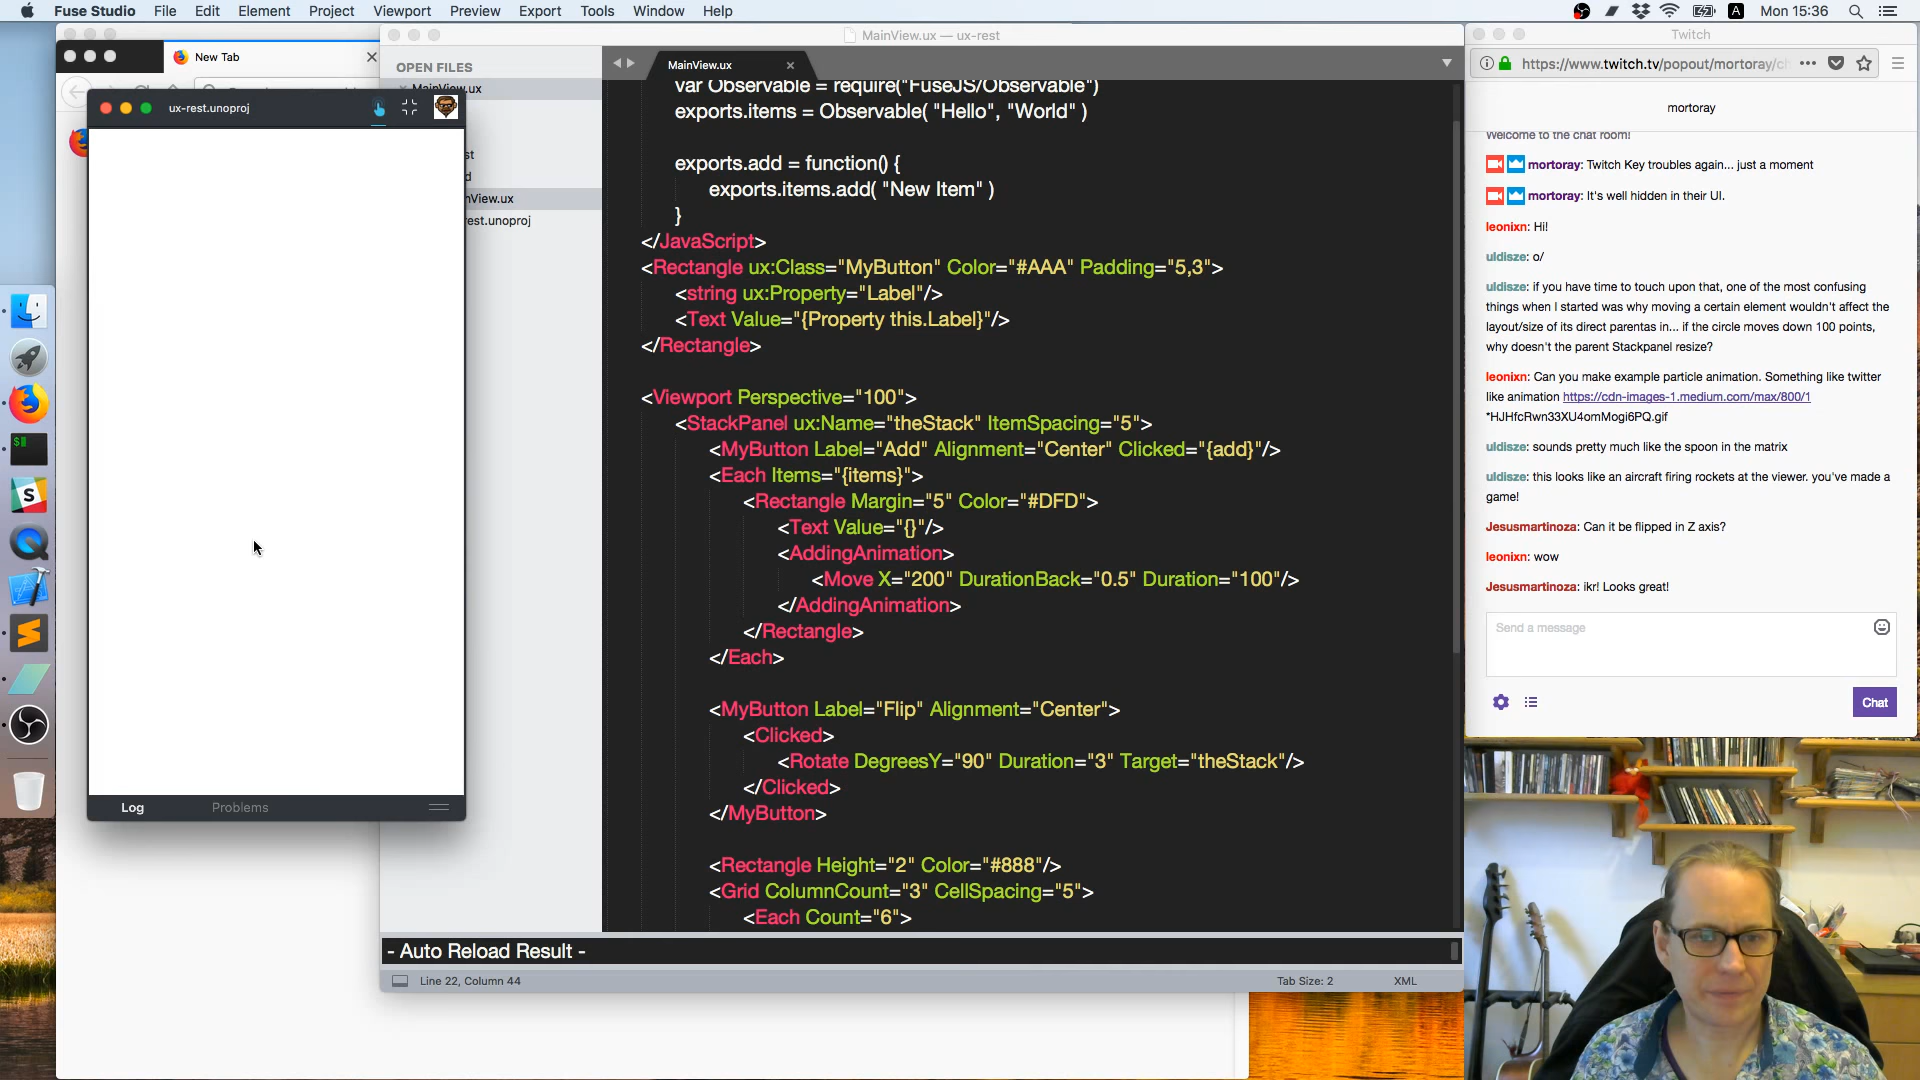 Fuse Studio File Edit Element Project Viewport Preview Export Tools Window Help
A Mon 15:36
New Tab
ux-rest.unoproj
Log Problems
MainView.ux — ux-rest
OPEN FILES
MainView.ux
st
d
nView.ux
rest.unoproj
MainView.ux
var Observable = require("FuseJS/Observable")
exports.items = Observable( "Hello", "World" )
exports.add = function() {
exports.items.add( "New Item" )
}
</JavaScript>
<Rectangle ux:Class="MyButton" Color="#AAA" Padding="5,3">
<string ux:Property="Label"/>
<Text Value="{Property this.Label}"/>
</Rectangle>
<Viewport Perspective="100">
<StackPanel ux:Name="theStack" ItemSpacing="5">
<MyButton Label="Add" Alignment="Center" Clicked="{add}"/>
<Each Items="{items}">
<Rectangle Margin="5" Color="#DFD">
<Text Value="{}"/>
<AddingAnimation>
<Move X="200" DurationBack="0.5" Duration="100"/>
</AddingAnimation>
</Rectangle>
</Each>
<MyButton Label="Flip" Alignment="Center">
<Clicked>
<Rotate DegreesY="90" Duration="3" Target="theStack"/>
</Clicked>
</MyButton>
<Rectangle Height="2" Color="#888"/>
<Grid ColumnCount="3" CellSpacing="5">
<Each Count="6">
- Auto Reload Result -
Line 22, Column 44
Tab Size: 2
XML
Twitch
https://www.twitch.tv/popout/mortoray/c
mortoray
Welcome to the chat room!
mortoray: Twitch Key troubles again... just a moment
mortoray: It's well hidden in their UI.
leonixn: Hi!
uldisze: o/
uldisze: if you have time to touch upon that, one of the most confusing
things when I started was why moving a certain element wouldn't affect the
layout/size of its direct parentas in... if the circle moves down 100 points,
why doesn't the parent Stackpanel resize?
leonixn: Can you make example particle animation. Something like twitter
like animation https://cdn-images-1.medium.com/max/800/1
*HJHfcRwn33XU4omMogi6PQ.gif
uldisze: sounds pretty much like the spoon in the matrix
uldisze: this looks like an aircraft firing rockets at the viewer. you've made a
game!
Jesusmartinoza: Can it be flipped in Z axis?
leonixn: wow
Jesusmartinoza: ikr! Looks great!
Send a message
Chat